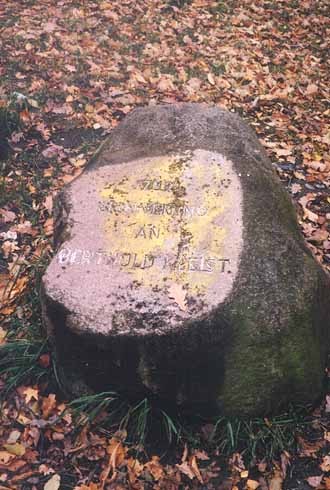 ZUR
ERINNERUNG
AN
BERTHOLD KLEIST.